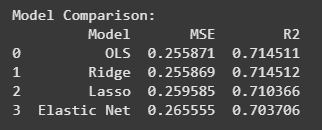 Model Comparison:
Model MSE R2
0 OLS 0.255871 0.714511
1 Ridge 0.255869 0.714512
2 Lasso 0.259585 0.710366
3 Elastic Net 0.265555 0.703706